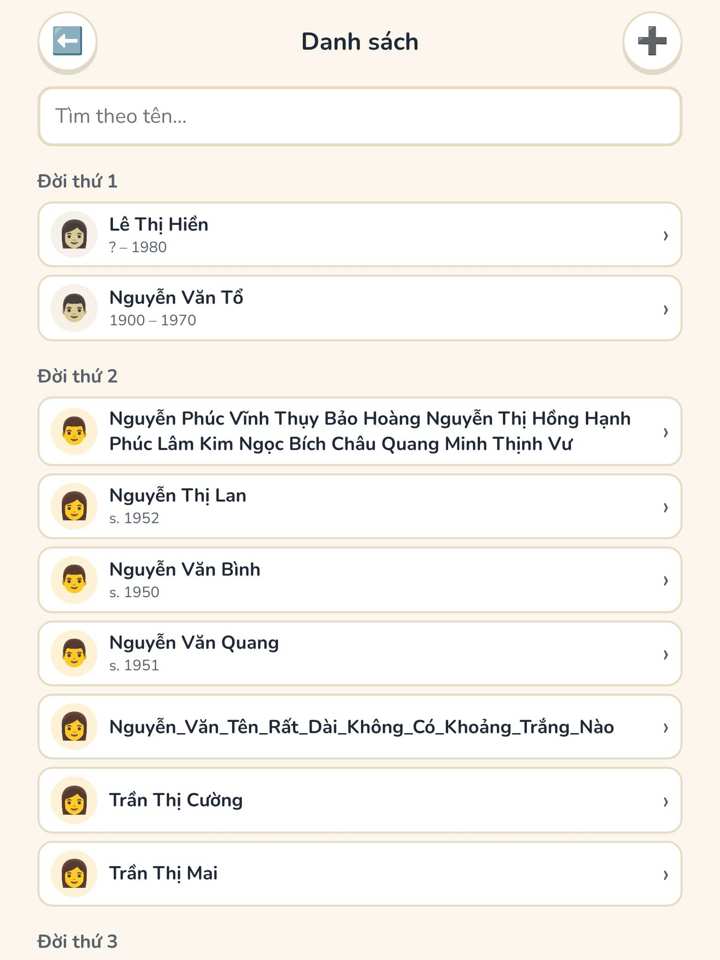 Danh sách
Tìm theo tên...
Đời thứ 1
Lê Thị Hiền
? – 1980
Nguyễn Văn Tổ
1900 – 1970
Đời thứ 2
Nguyễn Phúc Vĩnh Thụy Bảo Hoàng Nguyễn Thị Hồng Hạnh
Phúc Lâm Kim Ngọc Bích Châu Quang Minh Thịnh Vư
Nguyễn Thị Lan
s. 1952
Nguyễn Văn Bình
s. 1950
Nguyễn Văn Quang
s. 1951
Nguyễn_Văn_Tên_Rất_Dài_Không_Có_Khoảng_Trắng_Nào
Trần Thị Cường
Trần Thị Mai
Đời thứ 3